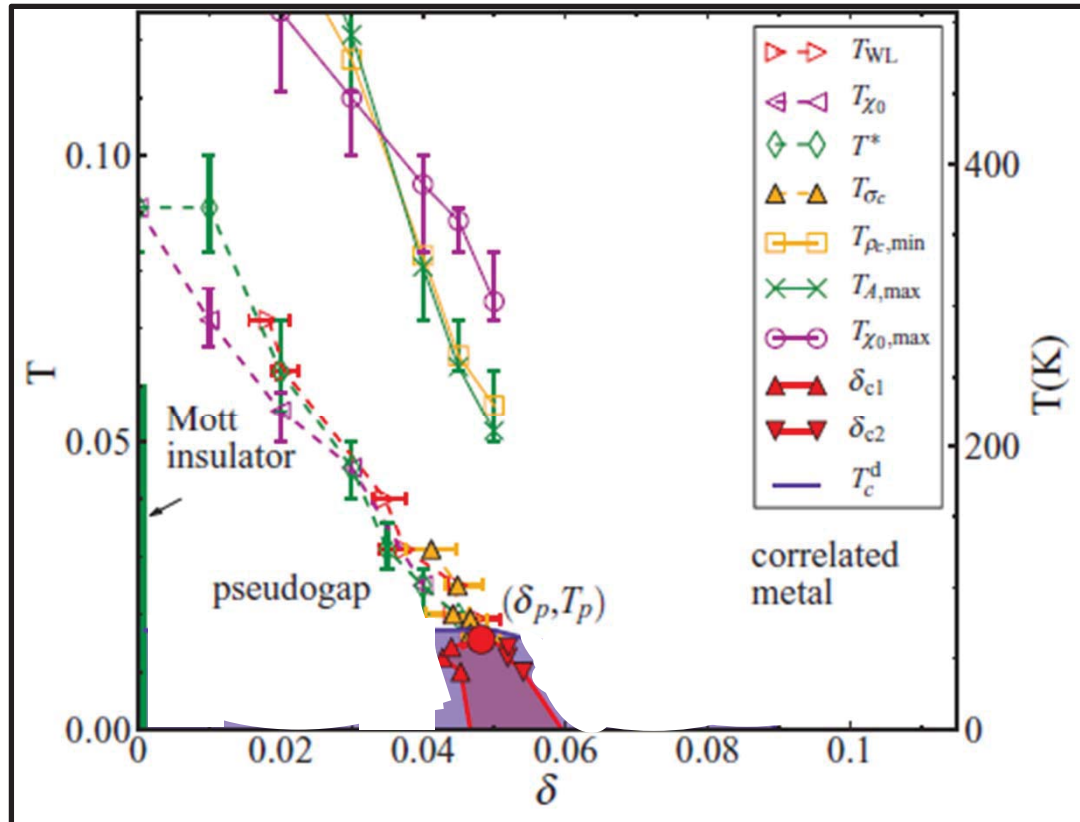 T_WL
T_χ0
T*
T_σc
T_ρc,min
T_A,max
T_χ0,max
δ_c1
δ_c2
T_c^d
0.10
0.05
0.00
T
400
200
0
T(K)
Mott
insulator
pseudogap
(δ_p,T_p)
correlated
metal
0 0.02 0.04 0.06 0.08 0.1
δ